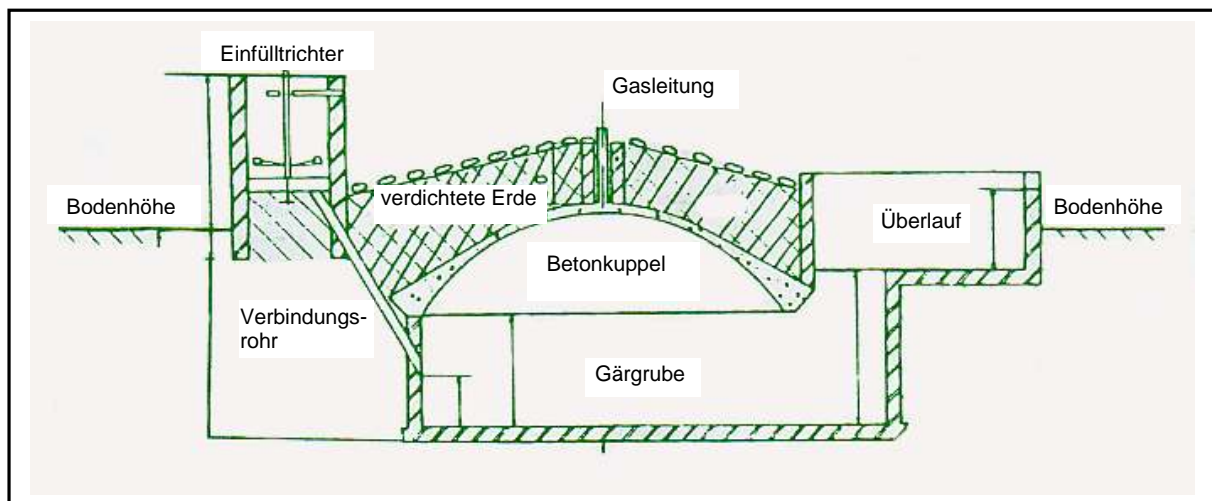 Einfülltrichter
Gasleitung
Bodenhöhe
verdichtete Erde
Überlauf
Bodenhöhe
Betonkuppel
Verbindungs-
rohr
Gärgrube